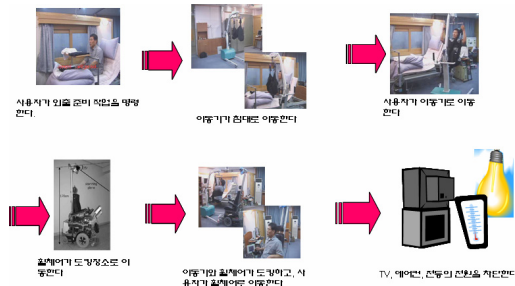 사용자가 외출 준비 작업을 명령
한다.
이동기가 침대로 이동한다
사용자가 이동기로 이동
한다
휠체어가 도킹장소로 이
동한다
이동기와 휠체어가 도킹하고, 사
용자가 휠체어로 이동한다
TV, 에어컨, 전등의 전원을 차단한다